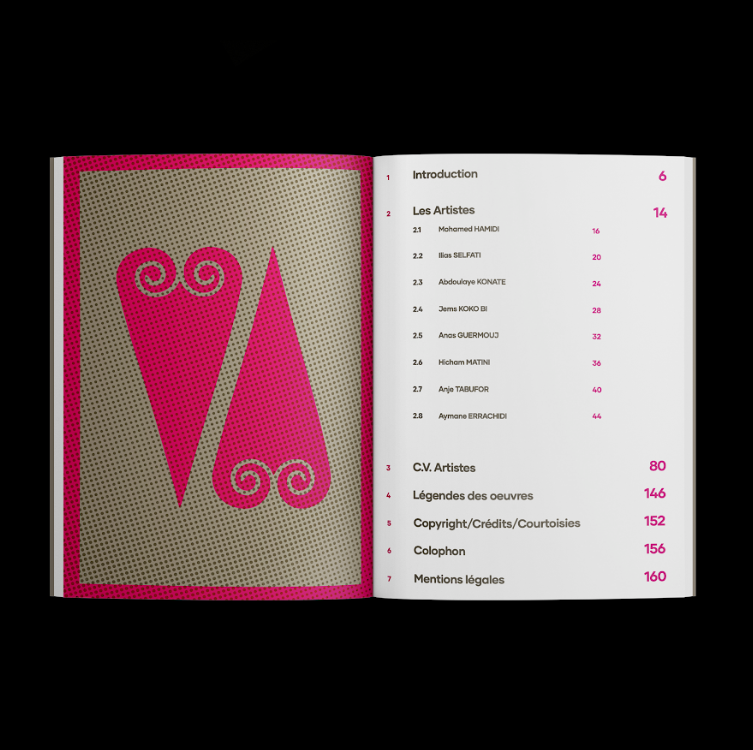 1 Introduction 6
2 Les Artistes 14
2.1 Mohamed HAMIDI 16
2.2 Ilias SELFATI 20
2.3 Abdoulaye KONATE 24
2.4 Jems KOKO BI 28
2.5 Anas GUERMOUJ 32
2.6 Hicham MATINI 36
2.7 Anje TABUFOR 40
2.8 Aymane ERRACHIDI 44
3 C.V. Artistes 80
4 Légendes des oeuvres 146
5 Copyright/Crédits/Courtoisies 152
6 Colophon 156
7 Mentions légales 160